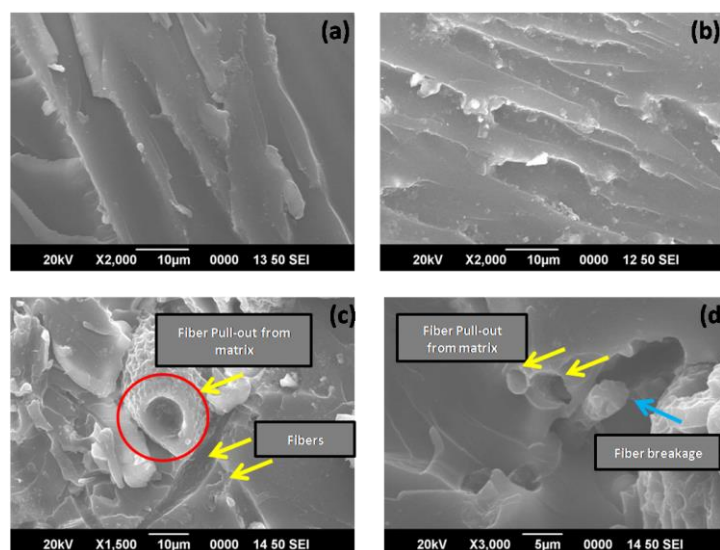 (a)
20kV X2,000 10µm 0000 13 50 SEI
(b)
20kV X2,000 10µm 0000 12 50 SEI
(c)
Fiber Pull-out from
matrix
Fibers
20kV X1,500 10µm 0000 14 50 SEI
(d)
Fiber Pull-out
from matrix
Fiber breakage
20kV X3,000 5µm 0000 14 50 SEI